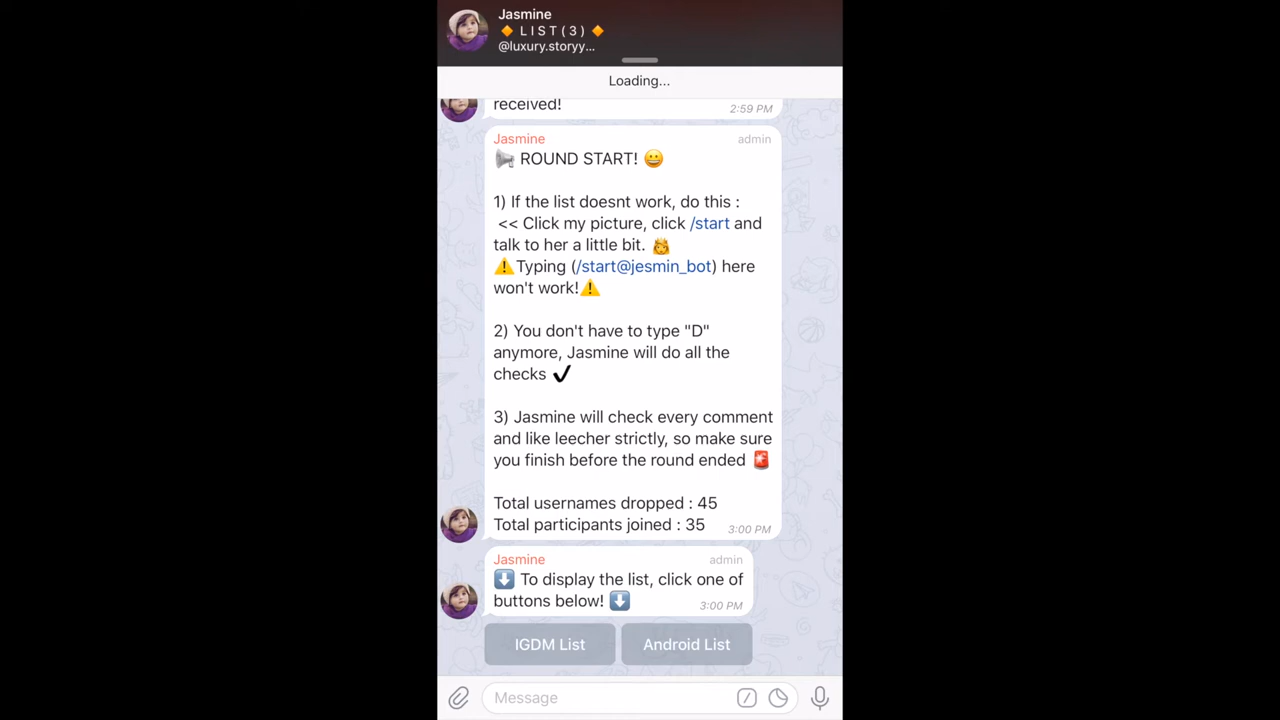 Jasmine
🔶 L I S T ( 3 ) 🔶
@luxury.storyy...
Loading...
received!
2:59 PM
Jasmine admin
📢 ROUND START! 😀
1) If the list doesnt work, do this :
<< Click my picture, click /start and
talk to her a little bit. 👸
⚠️Typing (/start@jesmin_bot) here
won't work!⚠️
2) You don't have to type "D"
anymore, Jasmine will do all the
checks ✔️
3) Jasmine will check every comment
and like leecher strictly, so make sure
you finish before the round ended 🚨
Total usernames dropped : 45
Total participants joined : 35
3:00 PM
Jasmine admin
⬇️ To display the list, click one of
buttons below! ⬇️
3:00 PM
IGDM List
Android List
Message